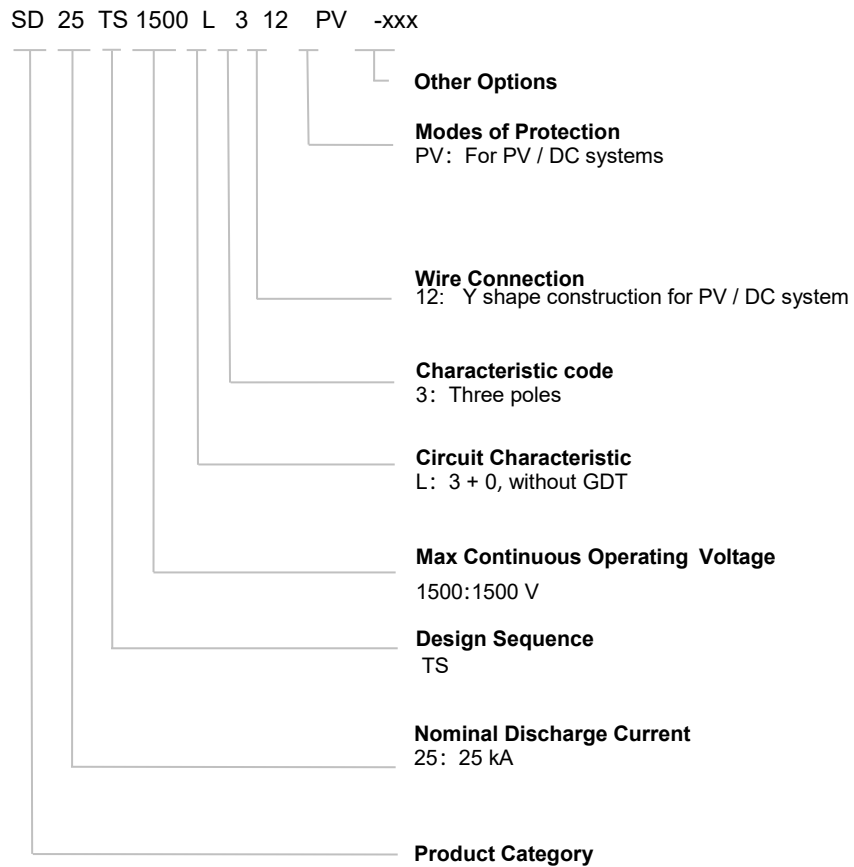 SD 25 TS 1500 L 3 12 PV -xxx
Other Options
Modes of Protection
PV: For PV / DC systems
Wire Connection
12: Y shape construction for PV / DC system
Characteristic code
3: Three poles
Circuit Characteristic
L: 3 + 0, without GDT
Max Continuous Operating Voltage
1500:1500 V
Design Sequence
TS
Nominal Discharge Current
25: 25 kA
Product Category